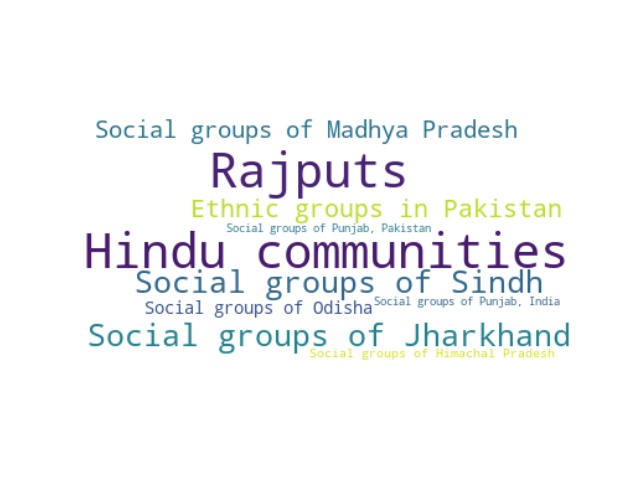 Social groups of Madhya Pradesh
Rajputs
Ethnic groups in Pakistan
Social groups of Punjab, Pakistan
Hindu communities
Social groups of Sindh
Social groups of Punjab, India
Social groups of Odisha
Social groups of Jharkhand
Social groups of Himachal Pradesh